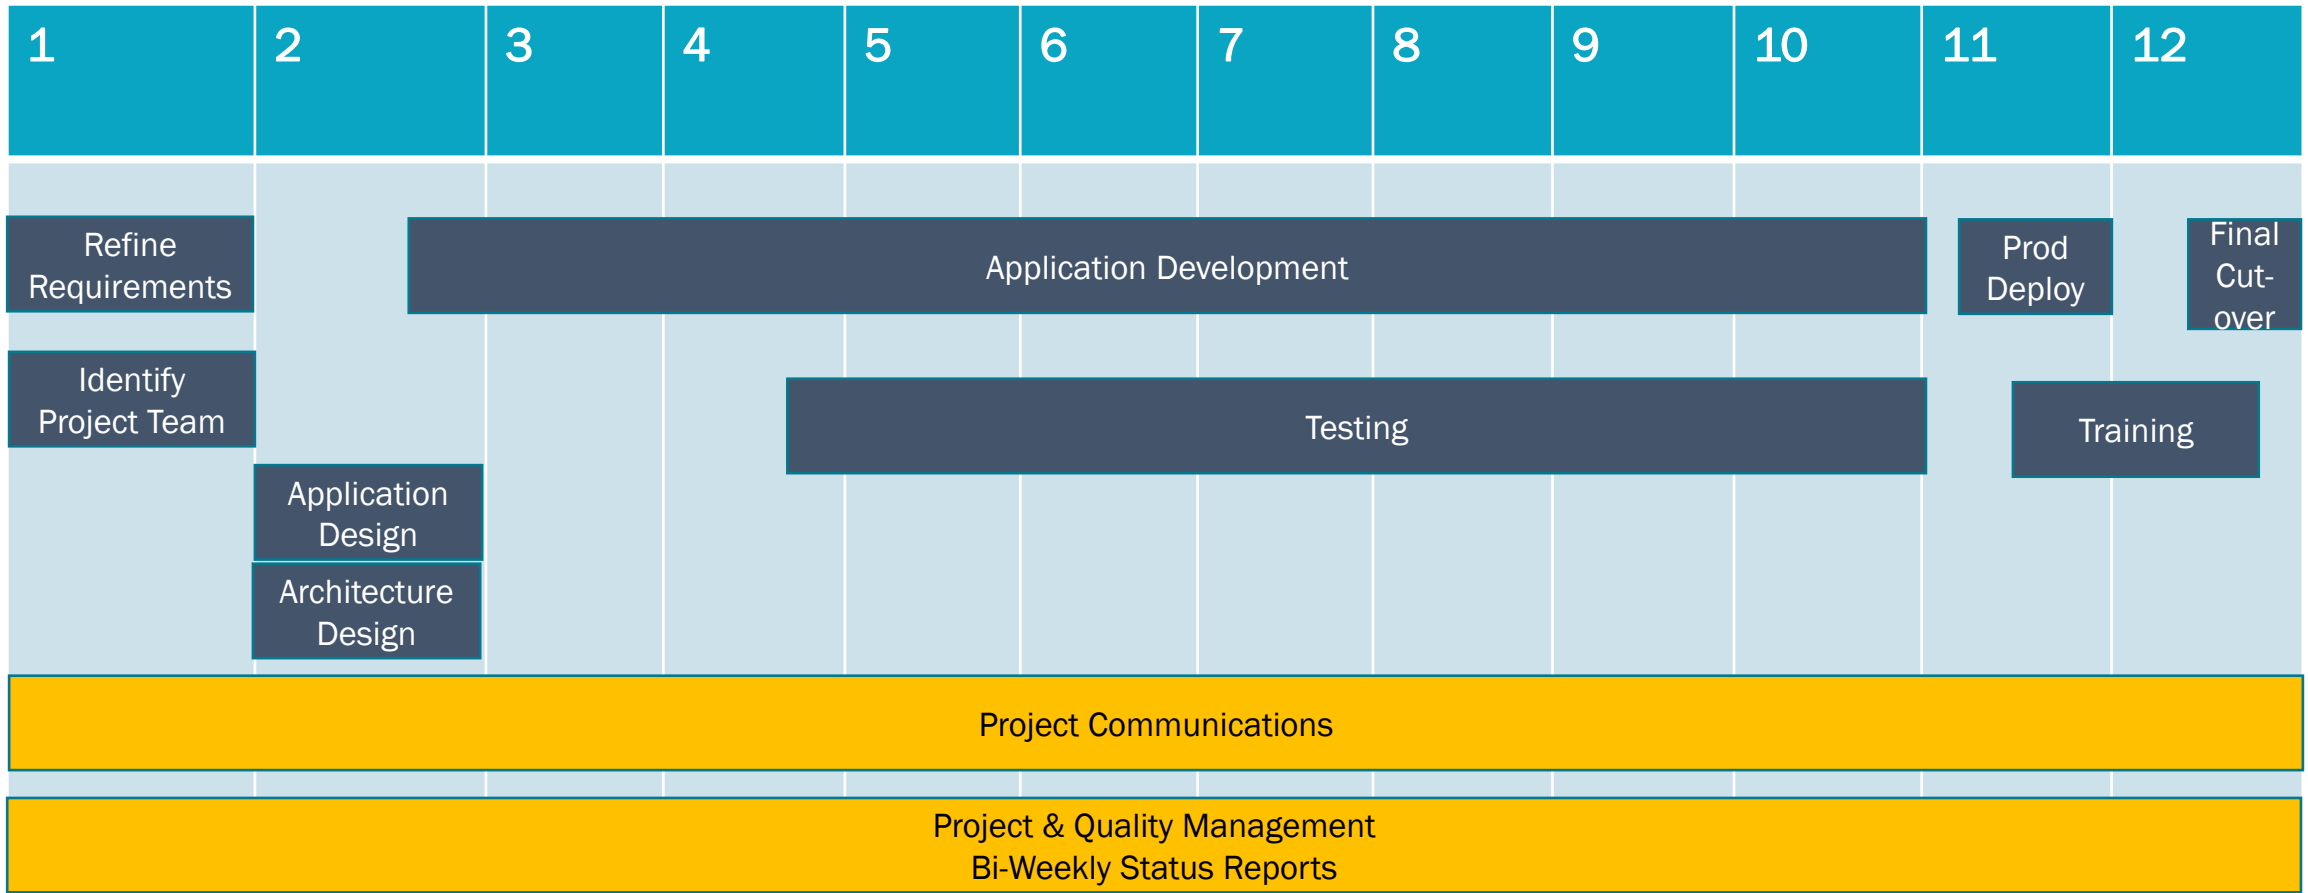 1 2 3 4 5 6 7 8 9 10 11 12
Refine
Requirements
Application Development
Prod
Deploy
Final
Cut-
over
Identify
Project Team
Testing
Training
Application
Design
Architecture
Design
Project Communications
Project & Quality Management
Bi-Weekly Status Reports